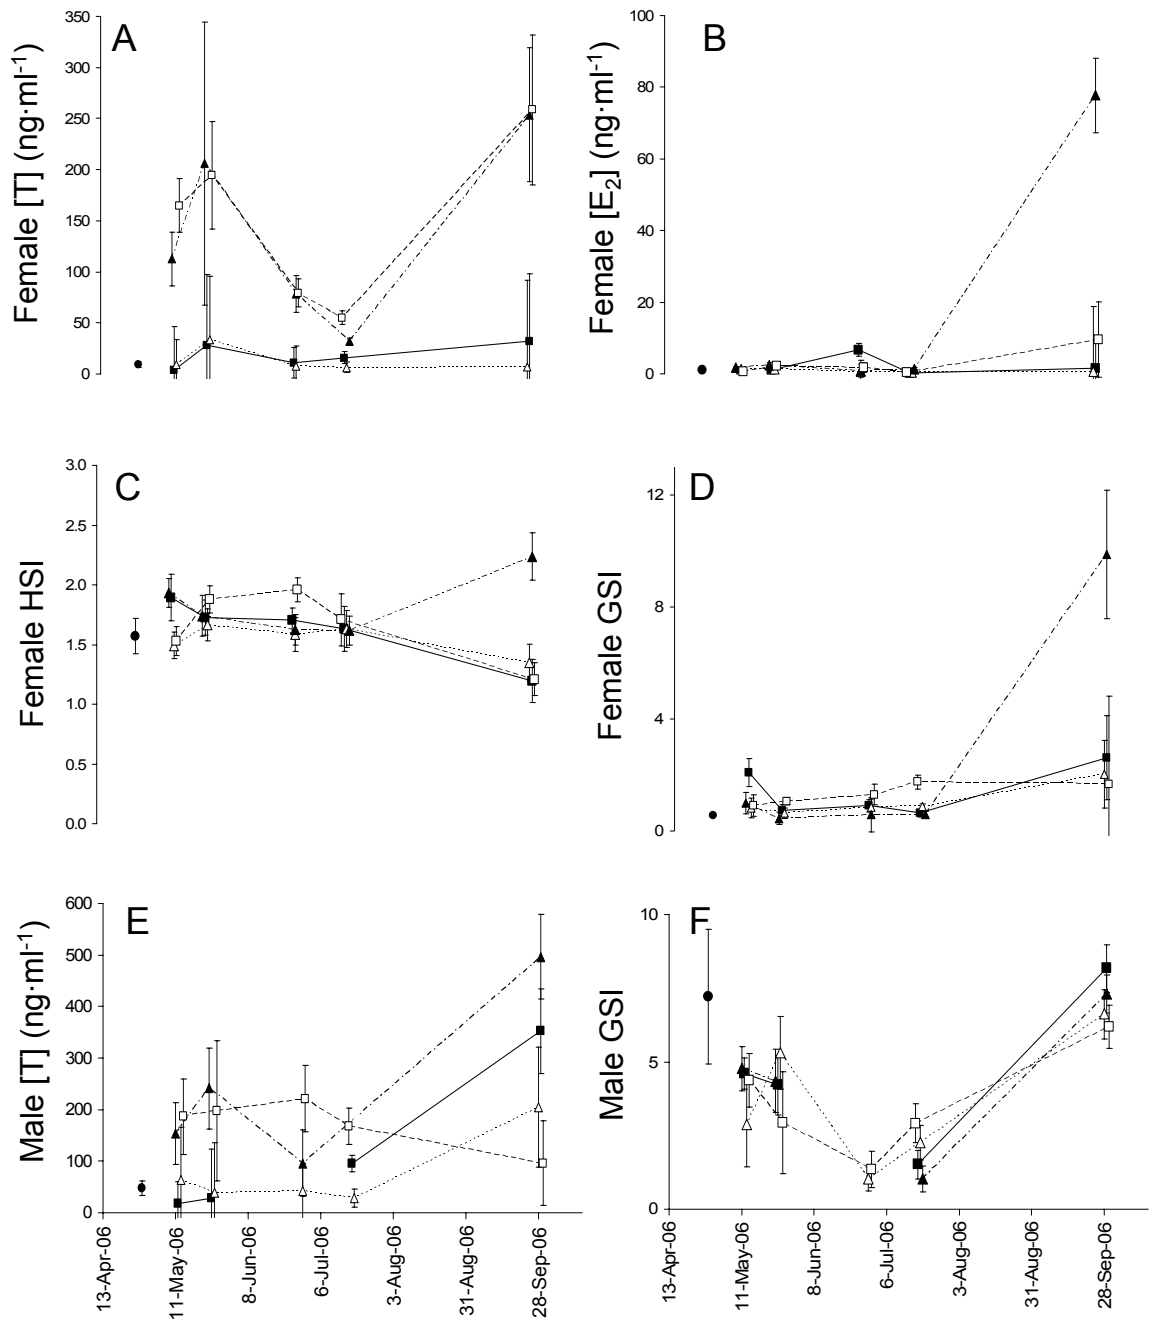 A
Female [T] (ng·ml-1)
350
300
250
200
150
100
50
0
B
Female [E2] (ng·ml-1)
100
80
60
40
20
0
C
Female HSI
3.0
2.5
2.0
1.5
1.0
0.5
0.0
D
Female GSI
12
8
4
0
E
Male [T] (ng·ml-1)
600
500
400
300
200
100
0
13-Apr-06
11-May-06
8-Jun-06
6-Jul-06
3-Aug-06
31-Aug-06
28-Sep-06
F
Male GSI
10
5
0
13-Apr-06
11-May-06
8-Jun-06
6-Jul-06
3-Aug-06
31-Aug-06
28-Sep-06